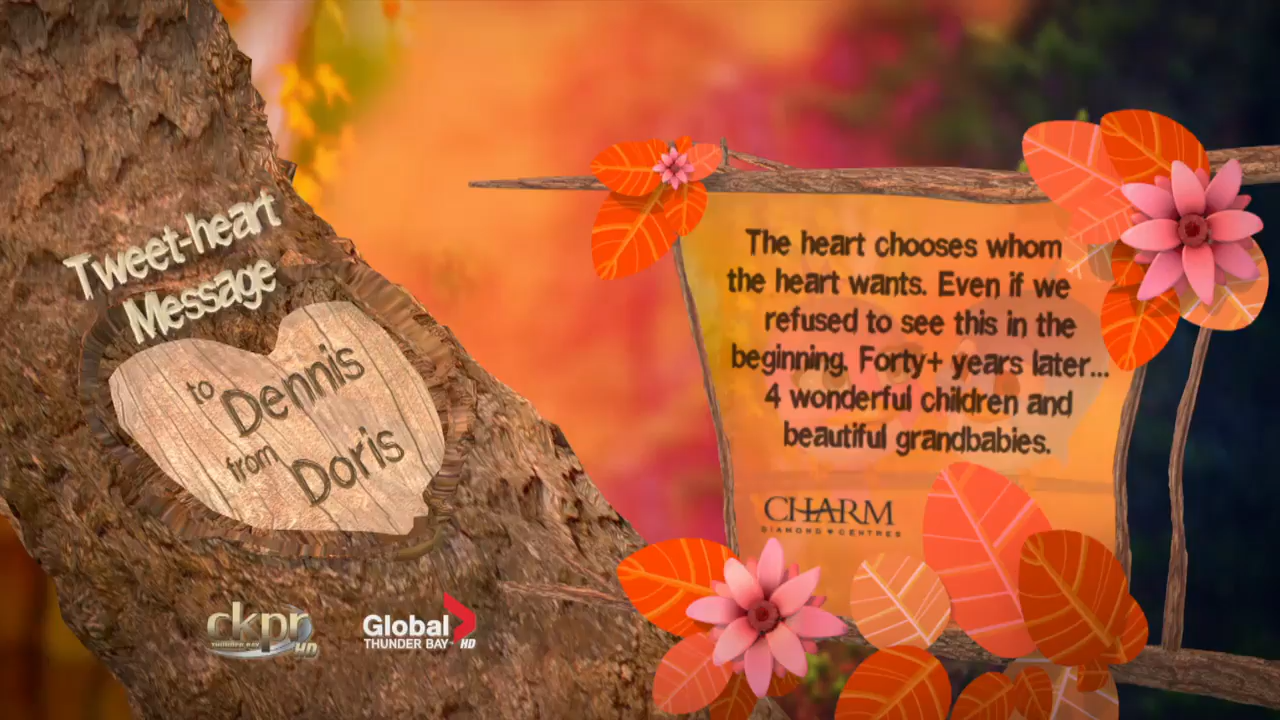 Tweet-heart
Message
to Dennis
from Doris
The heart chooses whom
the heart wants. Even if we
refused to see this in the
beginning. Forty+ years later...
4 wonderful children and
beautiful grandbabies.
CHARM
DIAMOND♥CENTRES
ckpr
THUNDER BAY HD
Global
THUNDER BAY HD